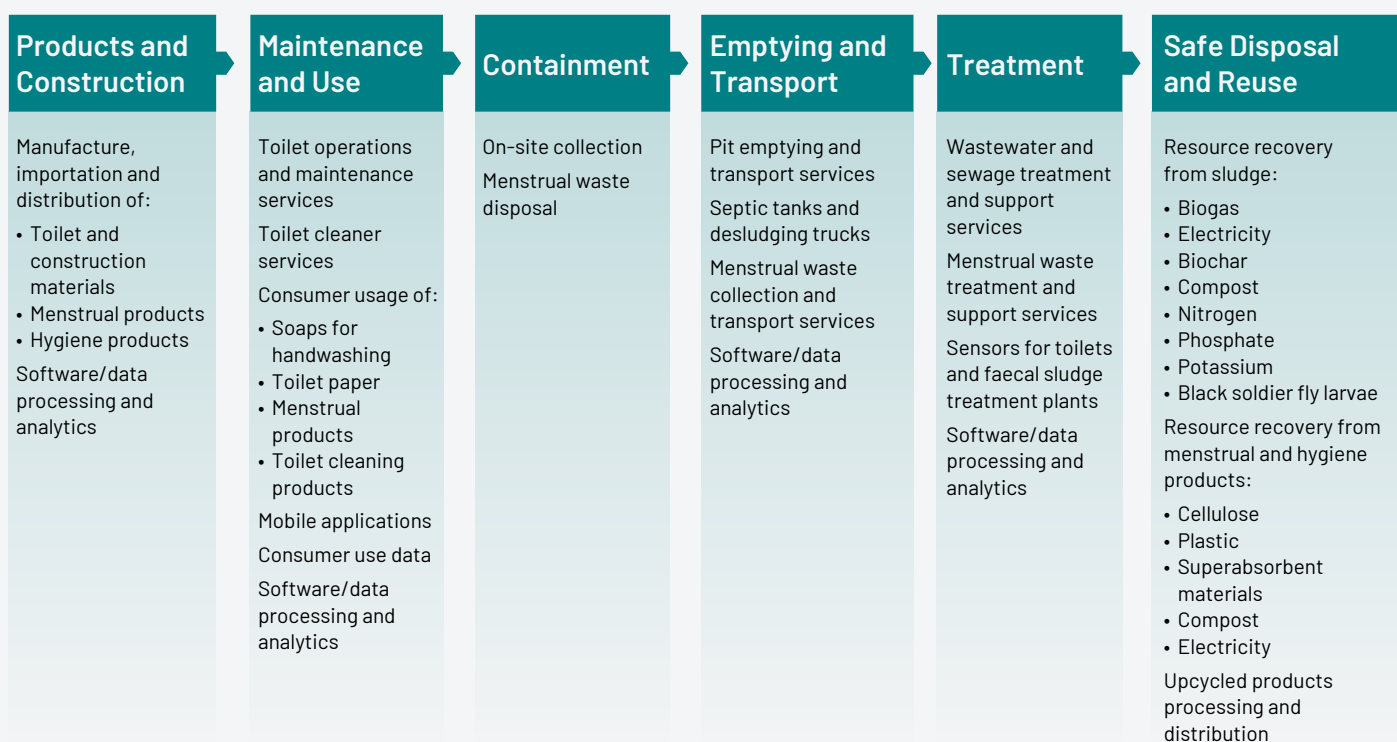 Products and
Construction
Manufacture,
importation and
distribution of:
• Toilet and
construction
materials
• Menstrual products
• Hygiene products
Software/data
processing and
analytics
Maintenance
and Use
Toilet operations
and maintenance
services
Toilet cleaner
services
Consumer usage of:
• Soaps for
handwashing
• Toilet paper
• Menstrual
products
• Toilet cleaning
products
Mobile applications
Consumer use data
Software/data
processing and
analytics
Containment
On-site collection
Menstrual waste
disposal
Emptying and
Transport
Pit emptying and
transport services
Septic tanks and
desludging trucks
Menstrual waste
collection and
transport services
Software/data
processing and
analytics
Treatment
Wastewater and
sewage treatment
and support
services
Menstrual waste
treatment and
support services
Sensors for toilets
and faecal sludge
treatment plants
Software/data
processing and
analytics
Safe Disposal
and Reuse
Resource recovery
from sludge:
• Biogas
• Electricity
• Biochar
• Compost
• Nitrogen
• Phosphate
• Potassium
• Black soldier fly larvae
Resource recovery from
menstrual and hygiene
products:
• Cellulose
• Plastic
• Superabsorbent
materials
• Compost
• Electricity
Upcycled products
processing and
distribution